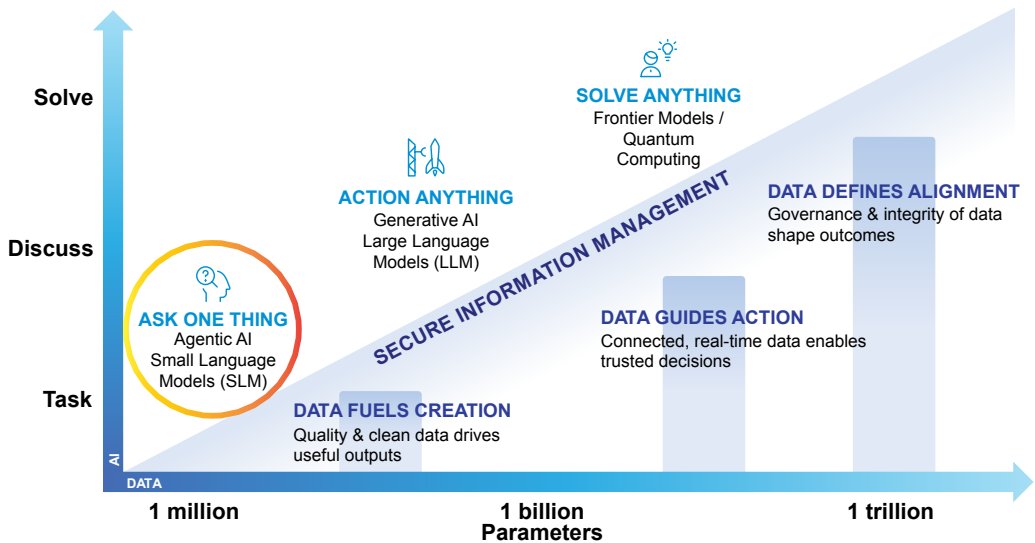 Solve
Discuss
Task
SOLVE ANYTHING
Frontier Models /
Quantum
Computing
ACTION ANYTHING
Generative AI
Large Language
Models (LLM)
ASK ONE THING
Agentic AI
Small Language
Models (SLM)
SECURE INFORMATION MANAGEMENT
DATA DEFINES ALIGNMENT
Governance & integrity of data
shape outcomes
DATA GUIDES ACTION
Connected, real-time data enables
trusted decisions
DATA FUELS CREATION
Quality & clean data drives
useful outputs
AI
DATA
1 million
1 billion
1 trillion
Parameters